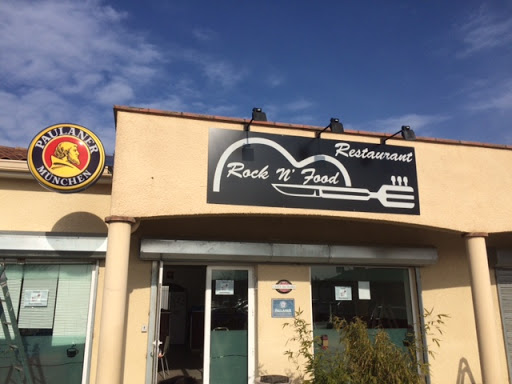 PAULANER
MÜNCHEN
Restaurant
Rock N' Food